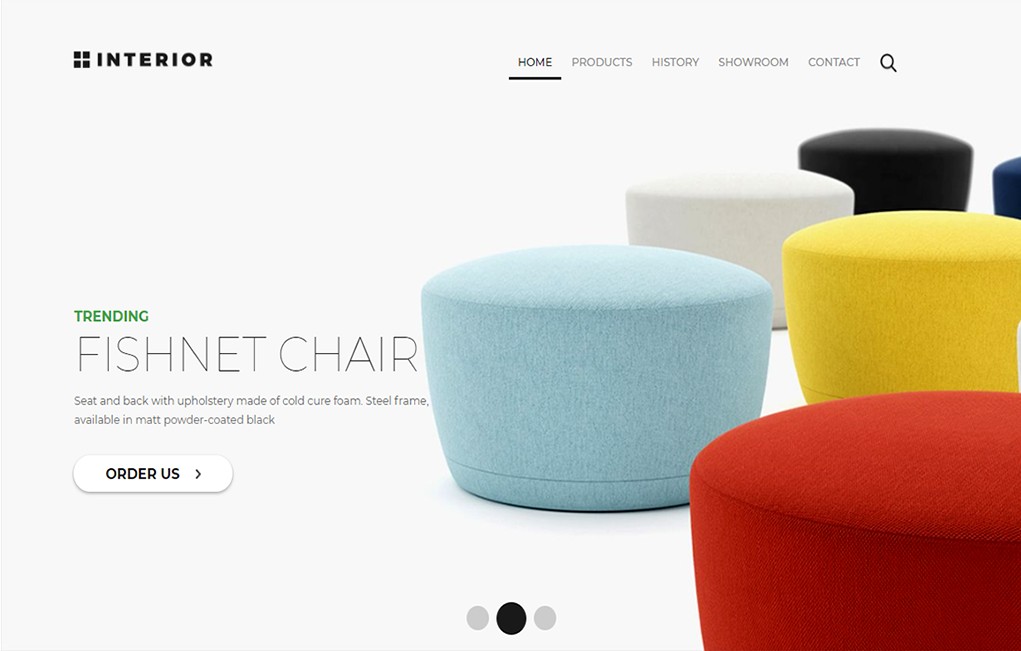 INTERIOR
HOME PRODUCTS HISTORY SHOWROOM CONTACT
TRENDING
FISHNET CHAIR
Seat and back with upholstery made of cold cure foam. Steel frame,
available in matt powder-coated black
ORDER US